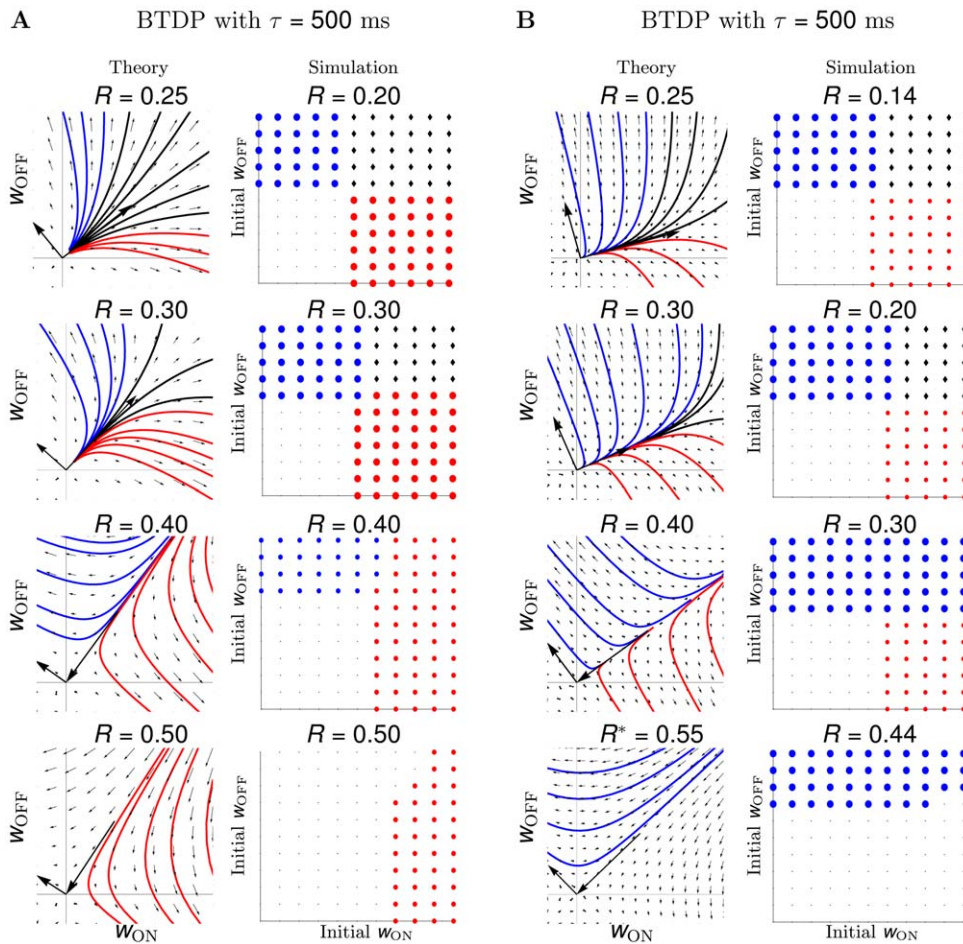 A BTDP with τ = 500 ms
B BTDP with τ = 500 ms
Theory Simulation Theory Simulation
R = 0.25 R = 0.20 R = 0.25 R = 0.14
wOFF Initial wOFF wOFF Initial wOFF
R = 0.30 R = 0.30 R = 0.30 R = 0.20
wOFF Initial wOFF wOFF Initial wOFF
R = 0.40 R = 0.40 R = 0.40 R = 0.30
wOFF Initial wOFF wOFF Initial wOFF
R = 0.50 R = 0.50 R* = 0.55 R = 0.44
wOFF Initial wOFF wOFF Initial wOFF
wON Initial wON wON Initial wON